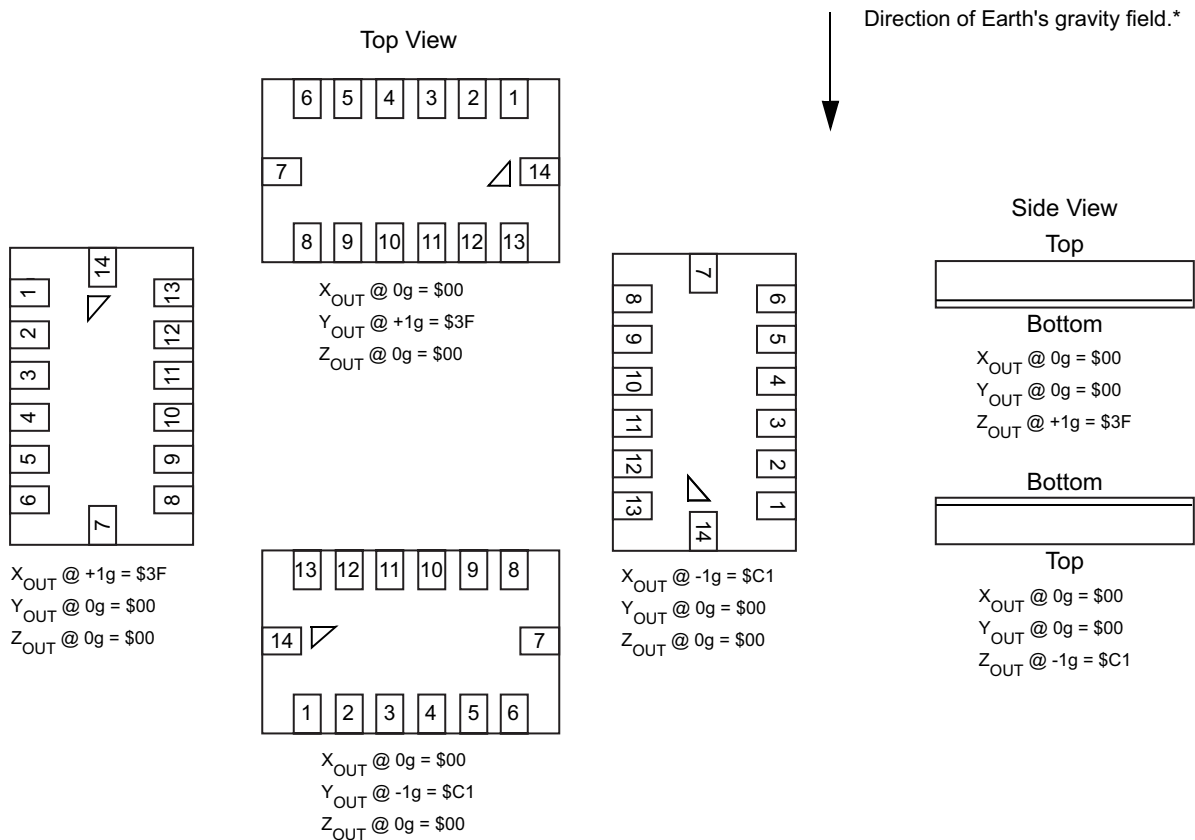 Direction of Earth's gravity field.*
Top View
6 5 4 3 2 1
7 14
8 9 10 11 12 13
X_OUT @ 0g = $00
Y_OUT @ +1g = $3F
Z_OUT @ 0g = $00
14
1 13
2 12
3 11
4 10
5 9
6 8
7
X_OUT @ +1g = $3F
Y_OUT @ 0g = $00
Z_OUT @ 0g = $00
13 12 11 10 9 8
14 7
1 2 3 4 5 6
X_OUT @ 0g = $00
Y_OUT @ -1g = $C1
Z_OUT @ 0g = $00
7
8 6
9 5
10 4
11 3
12 2
13 1
14
X_OUT @ -1g = $C1
Y_OUT @ 0g = $00
Z_OUT @ 0g = $00
Side View
Top
Bottom
X_OUT @ 0g = $00
Y_OUT @ 0g = $00
Z_OUT @ +1g = $3F
Bottom
Top
X_OUT @ 0g = $00
Y_OUT @ 0g = $00
Z_OUT @ -1g = $C1